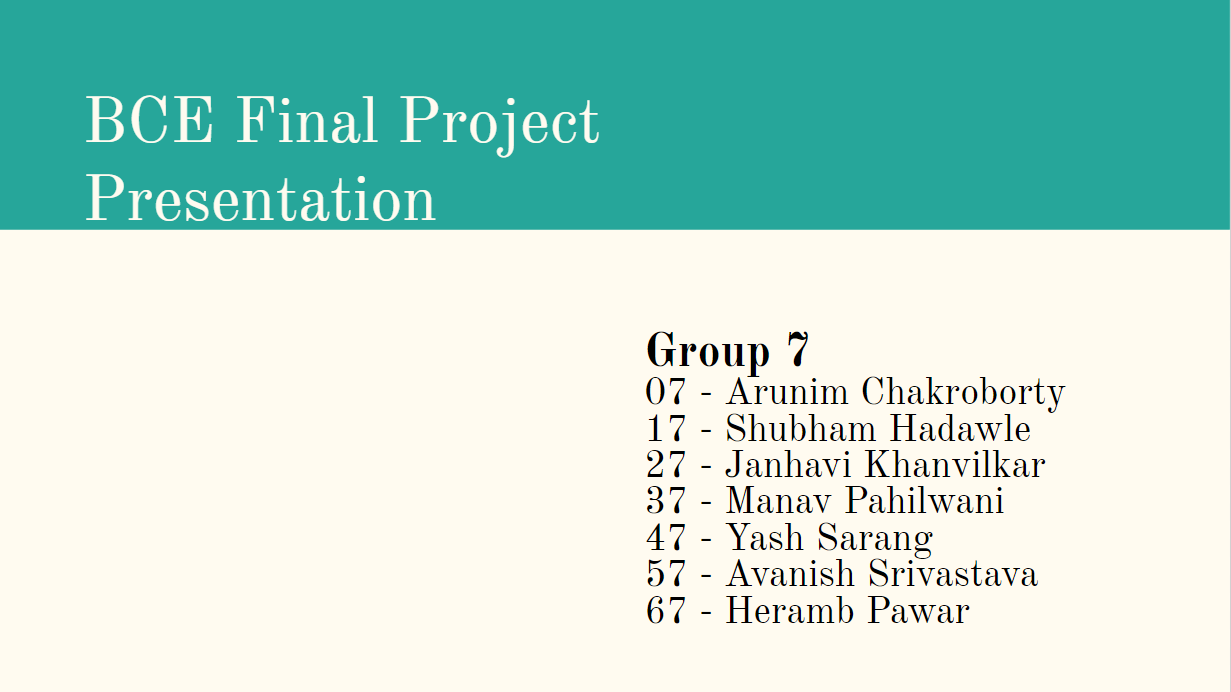 BCE Final Project
Presentation
Group 7
07 - Arunim Chakroborty
17 - Shubham Hadawle
27 - Janhavi Khanvilkar
37 - Manav Pahilwani
47 - Yash Sarang
57 - Avanish Srivastava
67 - Heramb Pawar